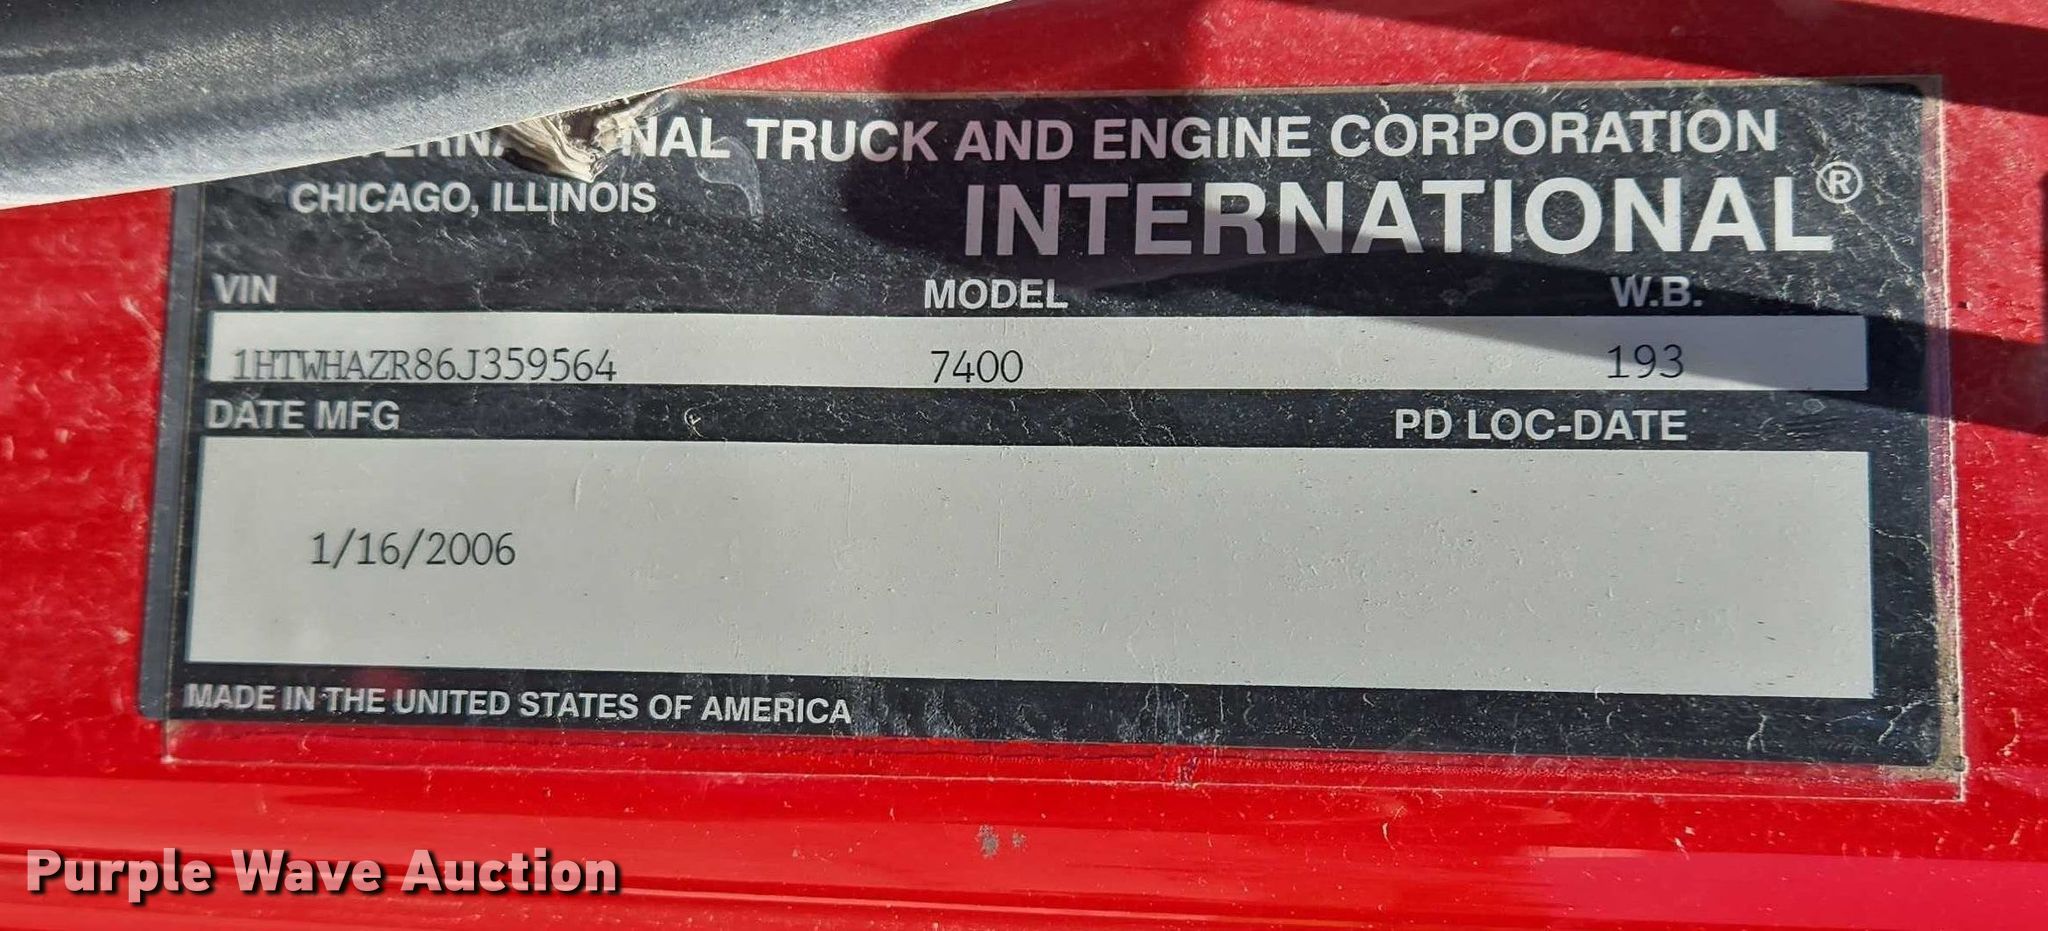 INTERNATIONAL TRUCK AND ENGINE CORPORATION
CHICAGO, ILLINOIS
INTERNATIONAL®
VIN MODEL W.B.
1HTWHAZR86J359564 7400 193
DATE MFG PD LOC-DATE
1/16/2006
MADE IN THE UNITED STATES OF AMERICA
Purple Wave Auction